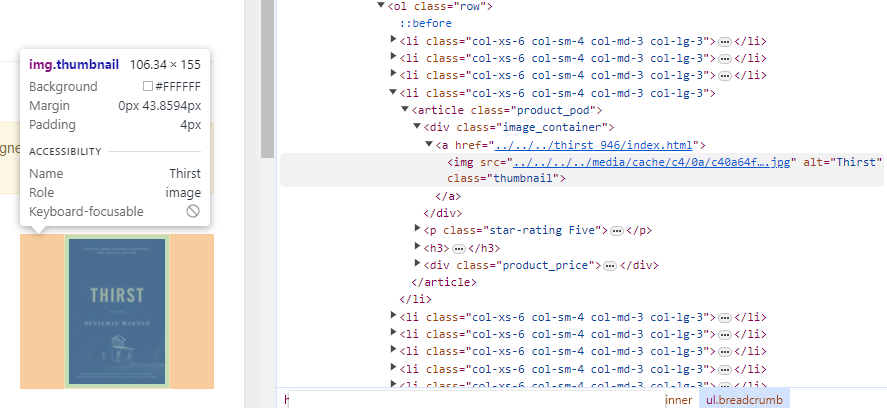 img.thumbnail 106.34 × 155
Background #FFFFFF
Margin 0px 43.8594px
Padding 4px
ACCESSIBILITY
Name Thirst
Role image
Keyboard-focusable
gne
THIRST
BENJAMIN WARNER
<ol class="row">
::before
<li class="col-xs-6 col-sm-4 col-md-3 col-lg-3"> … </li>
<li class="col-xs-6 col-sm-4 col-md-3 col-lg-3"> … </li>
<li class="col-xs-6 col-sm-4 col-md-3 col-lg-3"> … </li>
<li class="col-xs-6 col-sm-4 col-md-3 col-lg-3">
<article class="product_pod">
<div class="image_container">
<a href="../../../thirst_946/index.html">
<img src="../../../../media/cache/c4/0a/c40a64f….jpg" alt="Thirst"
class="thumbnail">
</a>
</div>
<p class="star-rating Five"> … </p>
<h3> … </h3>
<div class="product_price"> … </div>
</article>
</li>
<li class="col-xs-6 col-sm-4 col-md-3 col-lg-3"> … </li>
<li class="col-xs-6 col-sm-4 col-md-3 col-lg-3"> … </li>
<li class="col-xs-6 col-sm-4 col-md-3 col-lg-3"> … </li>
<li class="col-xs-6 col-sm-4 col-md-3 col-lg-3"> … </li>
<li class="col-xs-6 col-sm-4 col-md-3 col-lg-3"> … </li>
inner ul.breadcrumb